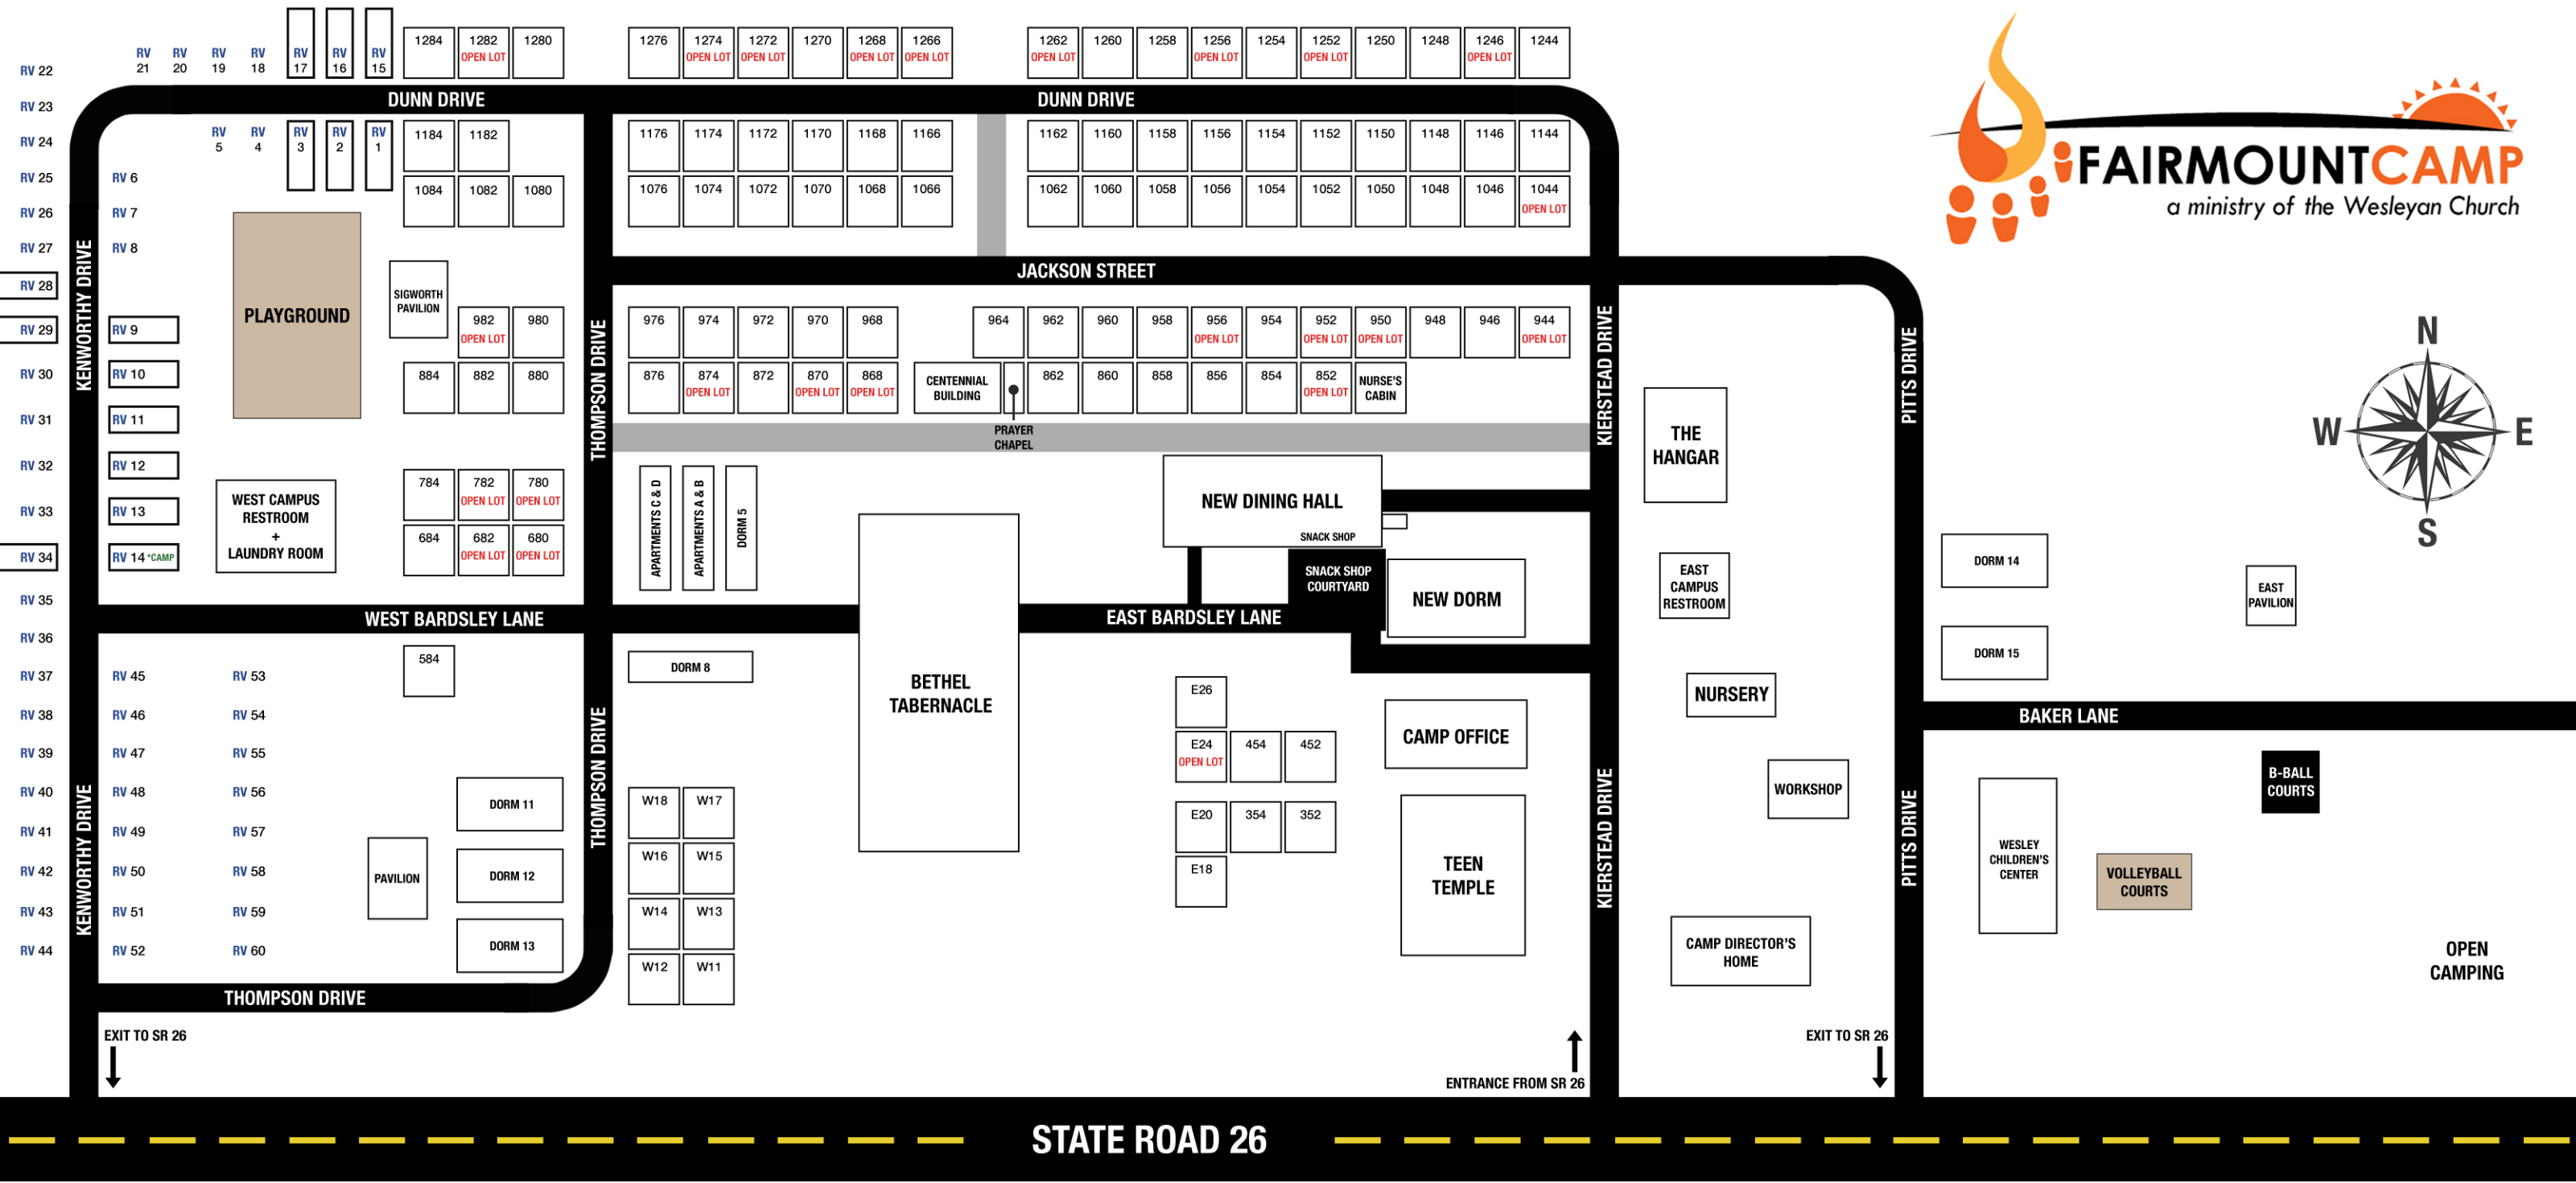 1284
1282
OPEN LOT
1280
1276
1274
OPEN LOT
1272
OPEN LOT
1270
1268
OPEN LOT
1266
OPEN LOT
1262
OPEN LOT
1260
1258
1256
OPEN LOT
1254
1252
OPEN LOT
1250
1248
1246
OPEN LOT
1244
RV
21
RV
20
RV
19
RV
18
RV
17
RV
16
RV
15
RV 22
RV 23
RV 24
RV 25
RV 26
RV 27
RV 28
RV 29
RV 30
RV 31
RV 32
RV 33
RV 34
RV 35
RV 36
RV 37
RV 38
RV 39
RV 40
RV 41
RV 42
RV 43
RV 44
DUNN DRIVE
DUNN DRIVE
RV
5
RV
4
RV
3
RV
2
RV
1
1184
1182
1176
1174
1172
1170
1168
1166
1162
1160
1158
1156
1154
1152
1150
1148
1146
1144
1084
1082
1080
1076
1074
1072
1070
1068
1066
1062
1060
1058
1056
1054
1052
1050
1048
1046
1044
OPEN LOT
RV 6
RV 7
RV 8
RV 9
RV 10
RV 11
RV 12
RV 13
RV 14 *CAMP
KENWORTHY DRIVE
PLAYGROUND
SIGWORTH
PAVILION
JACKSON STREET
982
OPEN LOT
980
976
974
972
970
968
964
962
960
958
956
OPEN LOT
954
952
OPEN LOT
950
OPEN LOT
948
946
944
OPEN LOT
884
882
880
876
874
OPEN LOT
872
870
OPEN LOT
868
OPEN LOT
CENTENNIAL
BUILDING
PRAYER
CHAPEL
862
860
858
856
854
852
OPEN LOT
NURSE'S
CABIN
THOMPSON DRIVE
KIERSTEAD DRIVE
PITTS DRIVE
THE
HANGAR
WEST CAMPUS
RESTROOM
+
LAUNDRY ROOM
784
782
OPEN LOT
780
OPEN LOT
684
682
OPEN LOT
680
OPEN LOT
APARTMENTS C & D
APARTMENTS A & B
DORM 5
NEW DINING HALL
SNACK SHOP
SNACK SHOP
COURTYARD
NEW DORM
EAST
CAMPUS
RESTROOM
DORM 14
DORM 15
EAST
PAVILION
WEST BARDSLEY LANE
EAST BARDSLEY LANE
BETHEL
TABERNACLE
584
DORM 8
RV 45
RV 46
RV 47
RV 48
RV 49
RV 50
RV 51
RV 52
RV 53
RV 54
RV 55
RV 56
RV 57
RV 58
RV 59
RV 60
E26
E24
OPEN LOT
454
452
E20
354
352
E18
CAMP OFFICE
TEEN
TEMPLE
NURSERY
WORKSHOP
CAMP DIRECTOR'S
HOME
BAKER LANE
B-BALL
COURTS
WESLEY
CHILDREN'S
CENTER
VOLLEYBALL
COURTS
OPEN
CAMPING
DORM 11
DORM 12
DORM 13
PAVILION
W18
W17
W16
W15
W14
W13
W12
W11
KENWORTHY DRIVE
THOMPSON DRIVE
KIERSTEAD DRIVE
PITTS DRIVE
THOMPSON DRIVE
EXIT TO SR 26
ENTRANCE FROM SR 26
EXIT TO SR 26
STATE ROAD 26
FAIRMOUNTCAMP
a ministry of the Wesleyan Church
N
W
E
S